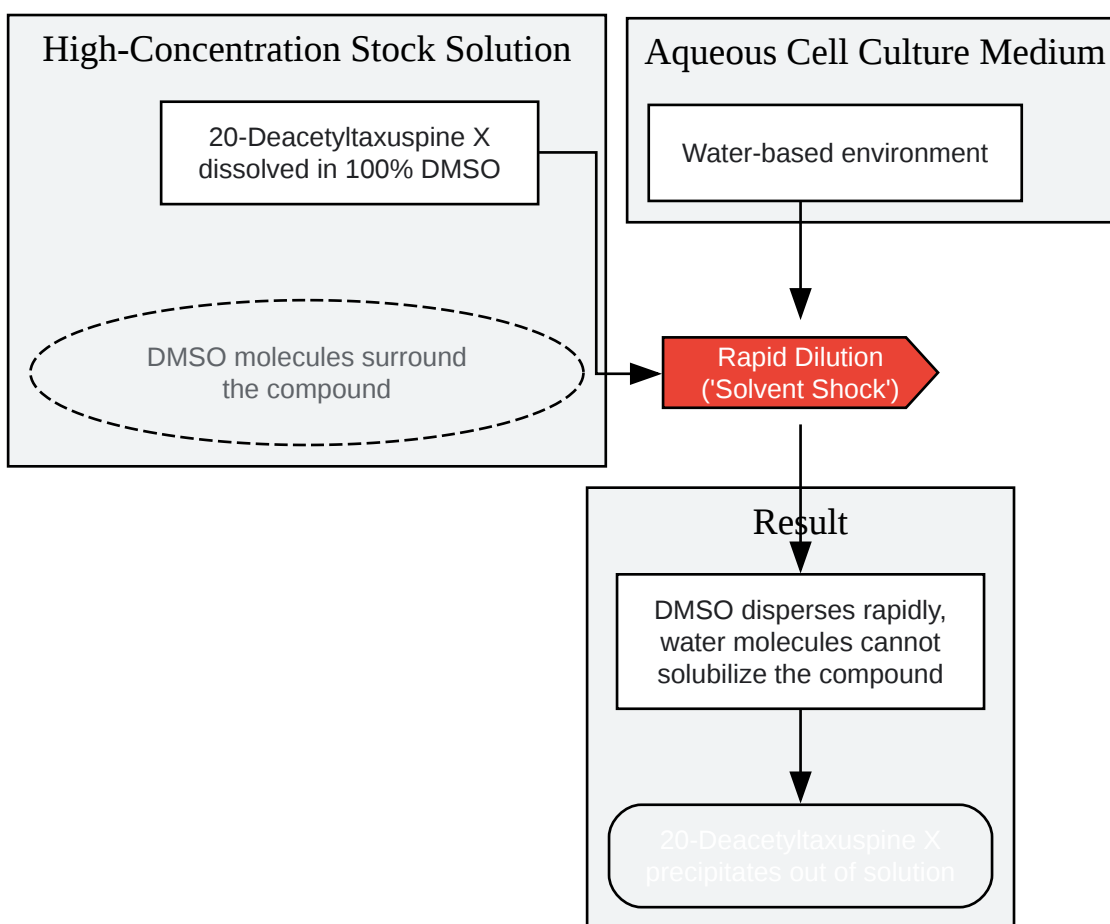 High-Concentration Stock Solution
20-Deacetyltaxuspine X
dissolved in 100% DMSO
DMSO molecules surround
the compound
Aqueous Cell Culture Medium
Water-based environment
Rapid Dilution
('Solvent Shock')
Result
DMSO disperses rapidly,
water molecules cannot
solubilize the compound
20-Deacetyltaxuspine X
precipitates out of solution